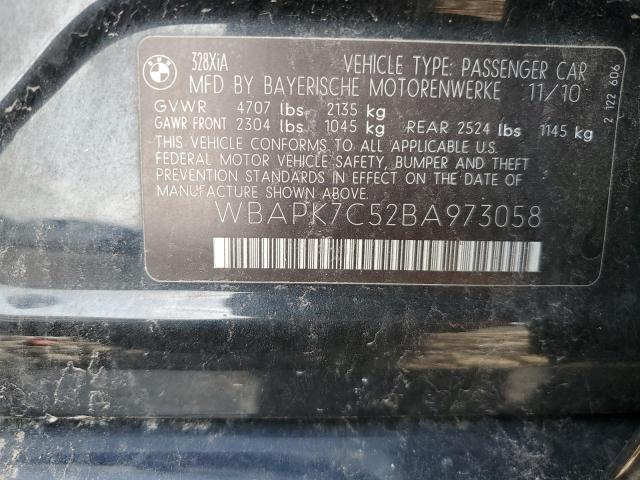 BMW
328XiA VEHICLE TYPE: PASSENGER CAR
MFD BY BAYERISCHE MOTORENWERKE 11/10
GVWR 4707 lbs 2135 kg
GAWR FRONT 2304 lbs 1045 kg REAR 2524 lbs 1145 kg
THIS VEHICLE CONFORMS TO ALL APPLICABLE U.S.
FEDERAL MOTOR VEHICLE SAFETY, BUMPER AND THEFT
PREVENTION STANDARDS IN EFFECT ON THE DATE OF
MANUFACTURE SHOWN ABOVE.
WBAPK7C52BA973058
2 122 606